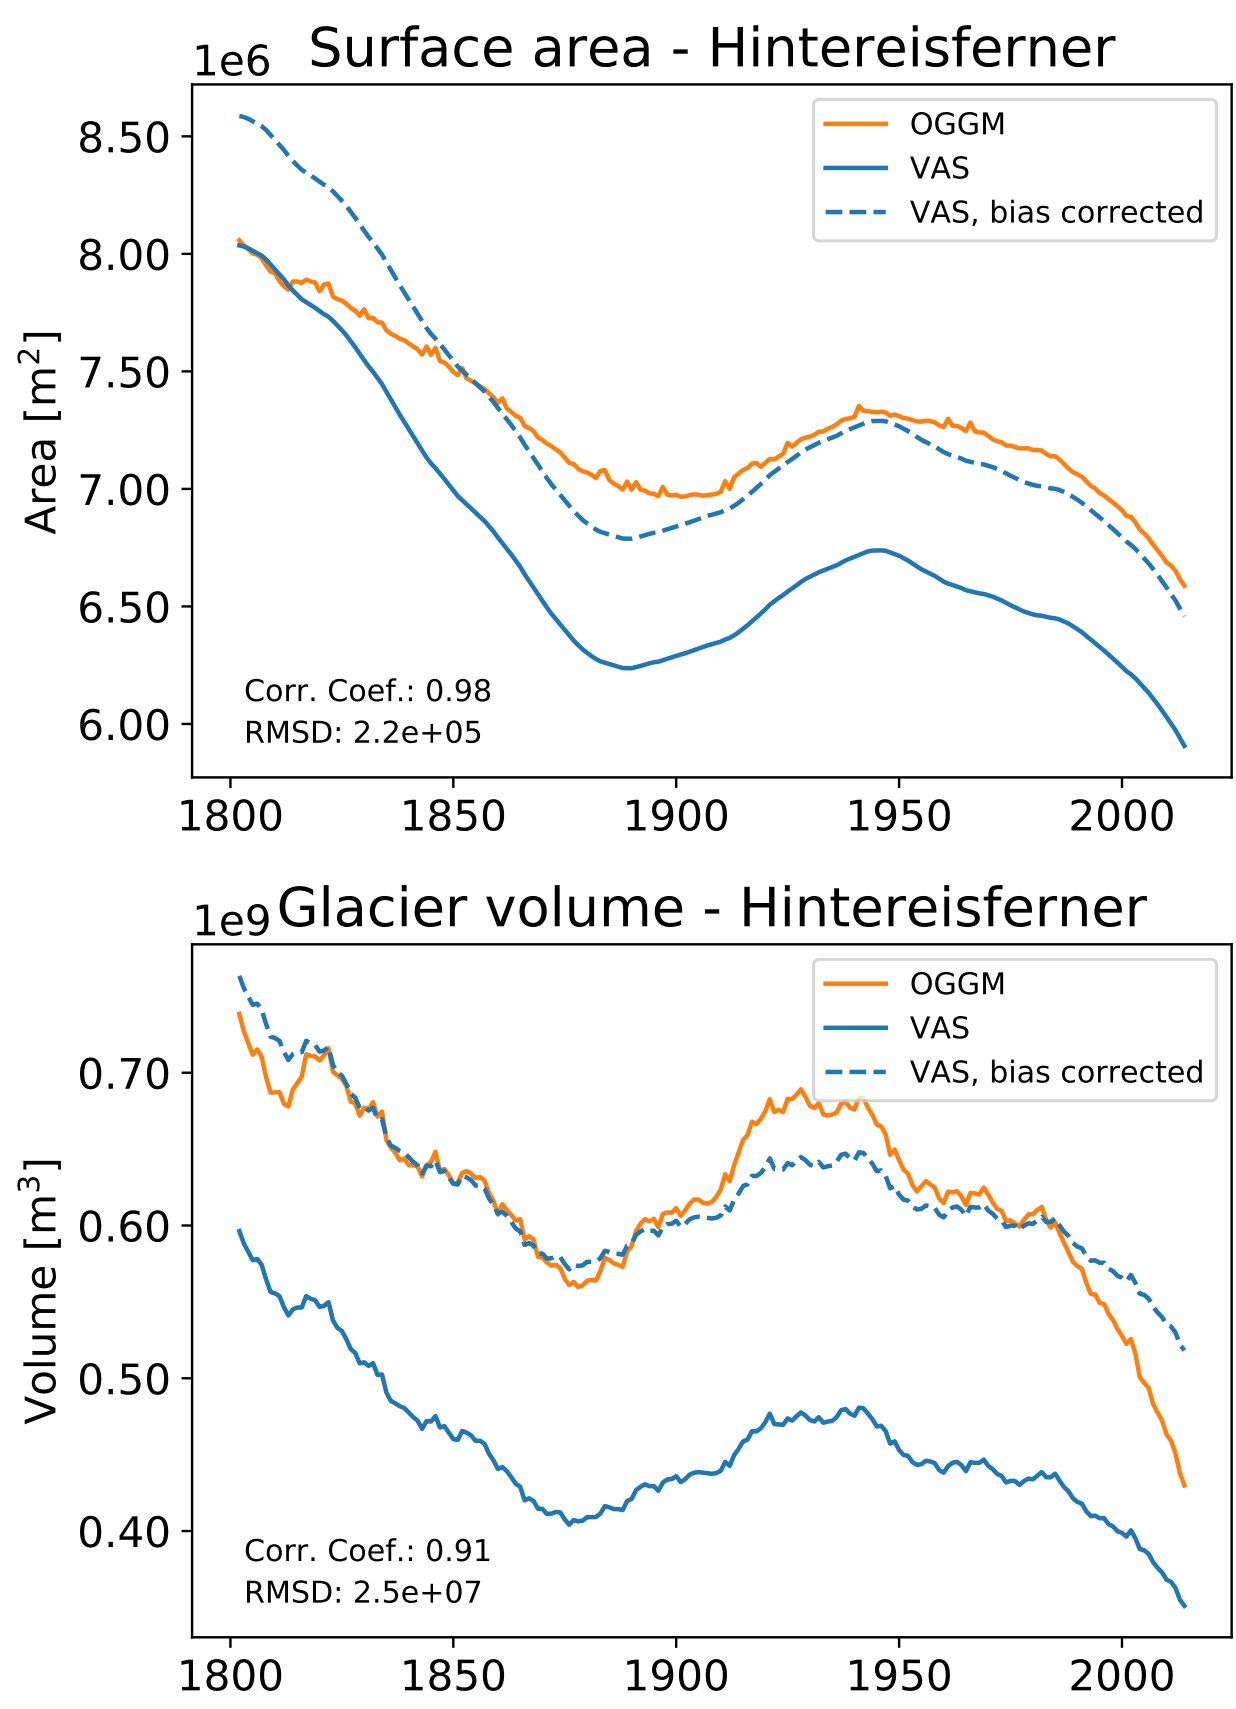 Surface area - Hintereisferner
1e6
OGGM
VAS
VAS, bias corrected
8.50
8.00
7.50
7.00
6.50
6.00
Area [m²]
Corr. Coef.: 0.98
RMSD: 2.2e+05
1800 1850 1900 1950 2000
Glacier volume - Hintereisferner
1e9
OGGM
VAS
VAS, bias corrected
0.70
0.60
0.50
0.40
Volume [m³]
Corr. Coef.: 0.91
RMSD: 2.5e+07
1800 1850 1900 1950 2000